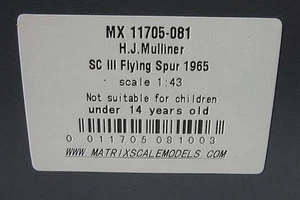 MX 11705-081
H.J.Mulliner
SC III Flying Spur 1965
scale 1:43
Not suitable for children
under 14 years old
0 011705 081003
WWW.MATRIXSCALEMODELS.COM